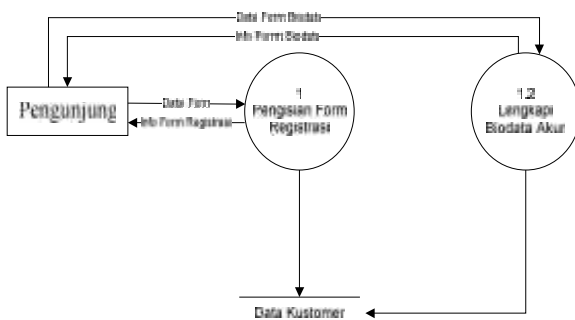 Data Form Biodata
Info Form Biodata
Pengunjung
Data Form
Info Form Registrasi
1
Pengisian Form
Registrasi
1.2
Lengkapi
Biodata Akun
Data Kustomer